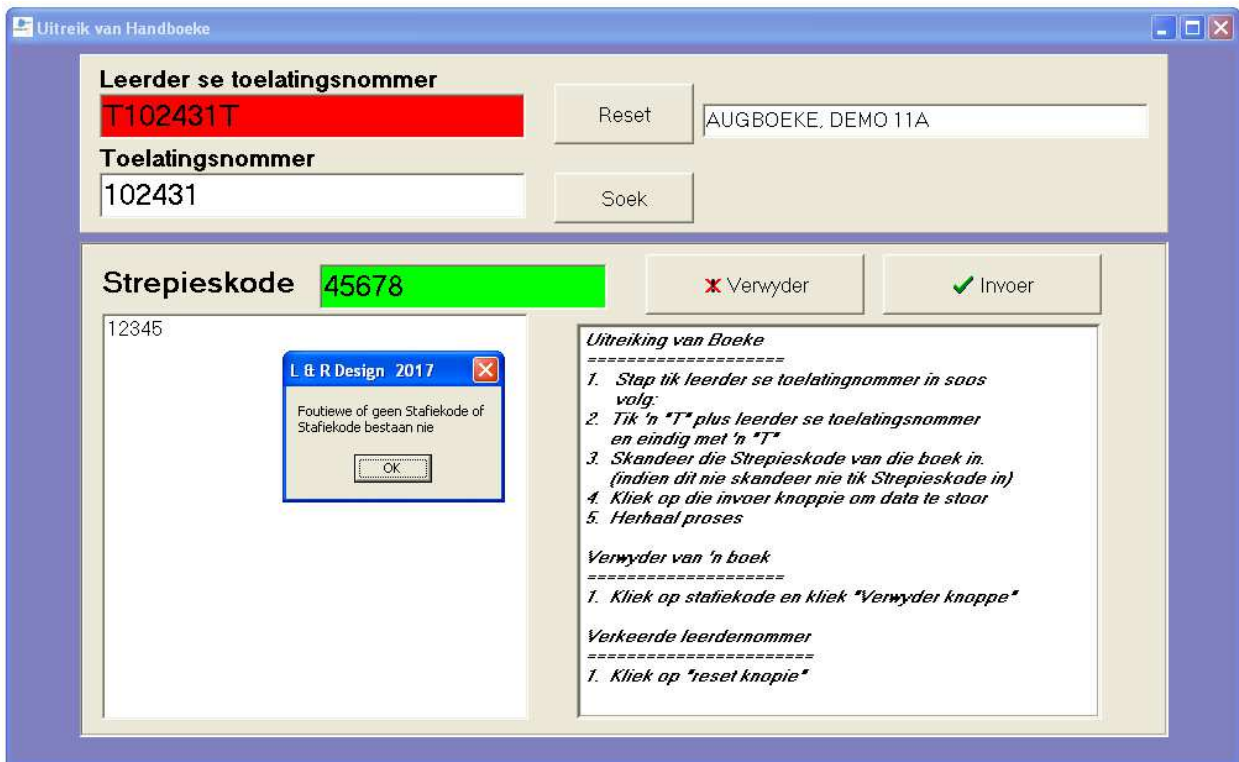 Uitreik van Handboeke
Leerder se toelatingsnommer
T102431T
Reset
AUGBOEKE, DEMO 11A
Toelatingsnommer
102431
Soek
Strepieskode
45678
Verwyder
Invoer
12345
L & R Design 2017
Foutiewe of geen Stafiekode of
Stafiekode bestaan nie
OK
Uitreiking van Boeke
====================
1. Stap tik leerder se toelatingnommer in soos
volg:
2. Tik 'n "T" plus leerder se toelatingsnommer
en eindig met 'n "T"
3. Skandeer die Strepieskode van die boek in.
(indien dit nie skandeer nie tik Strepieskode in)
4. Kliek op die invoer knoppie om data te stoor
5. Herhaal proses
Verwyder van 'n boek
====================
1. Kliek op stafiekode en kliek "Verwyder knoppe"
Verkeerde leerdernommer
=======================
1. Kliek op "reset knopie"